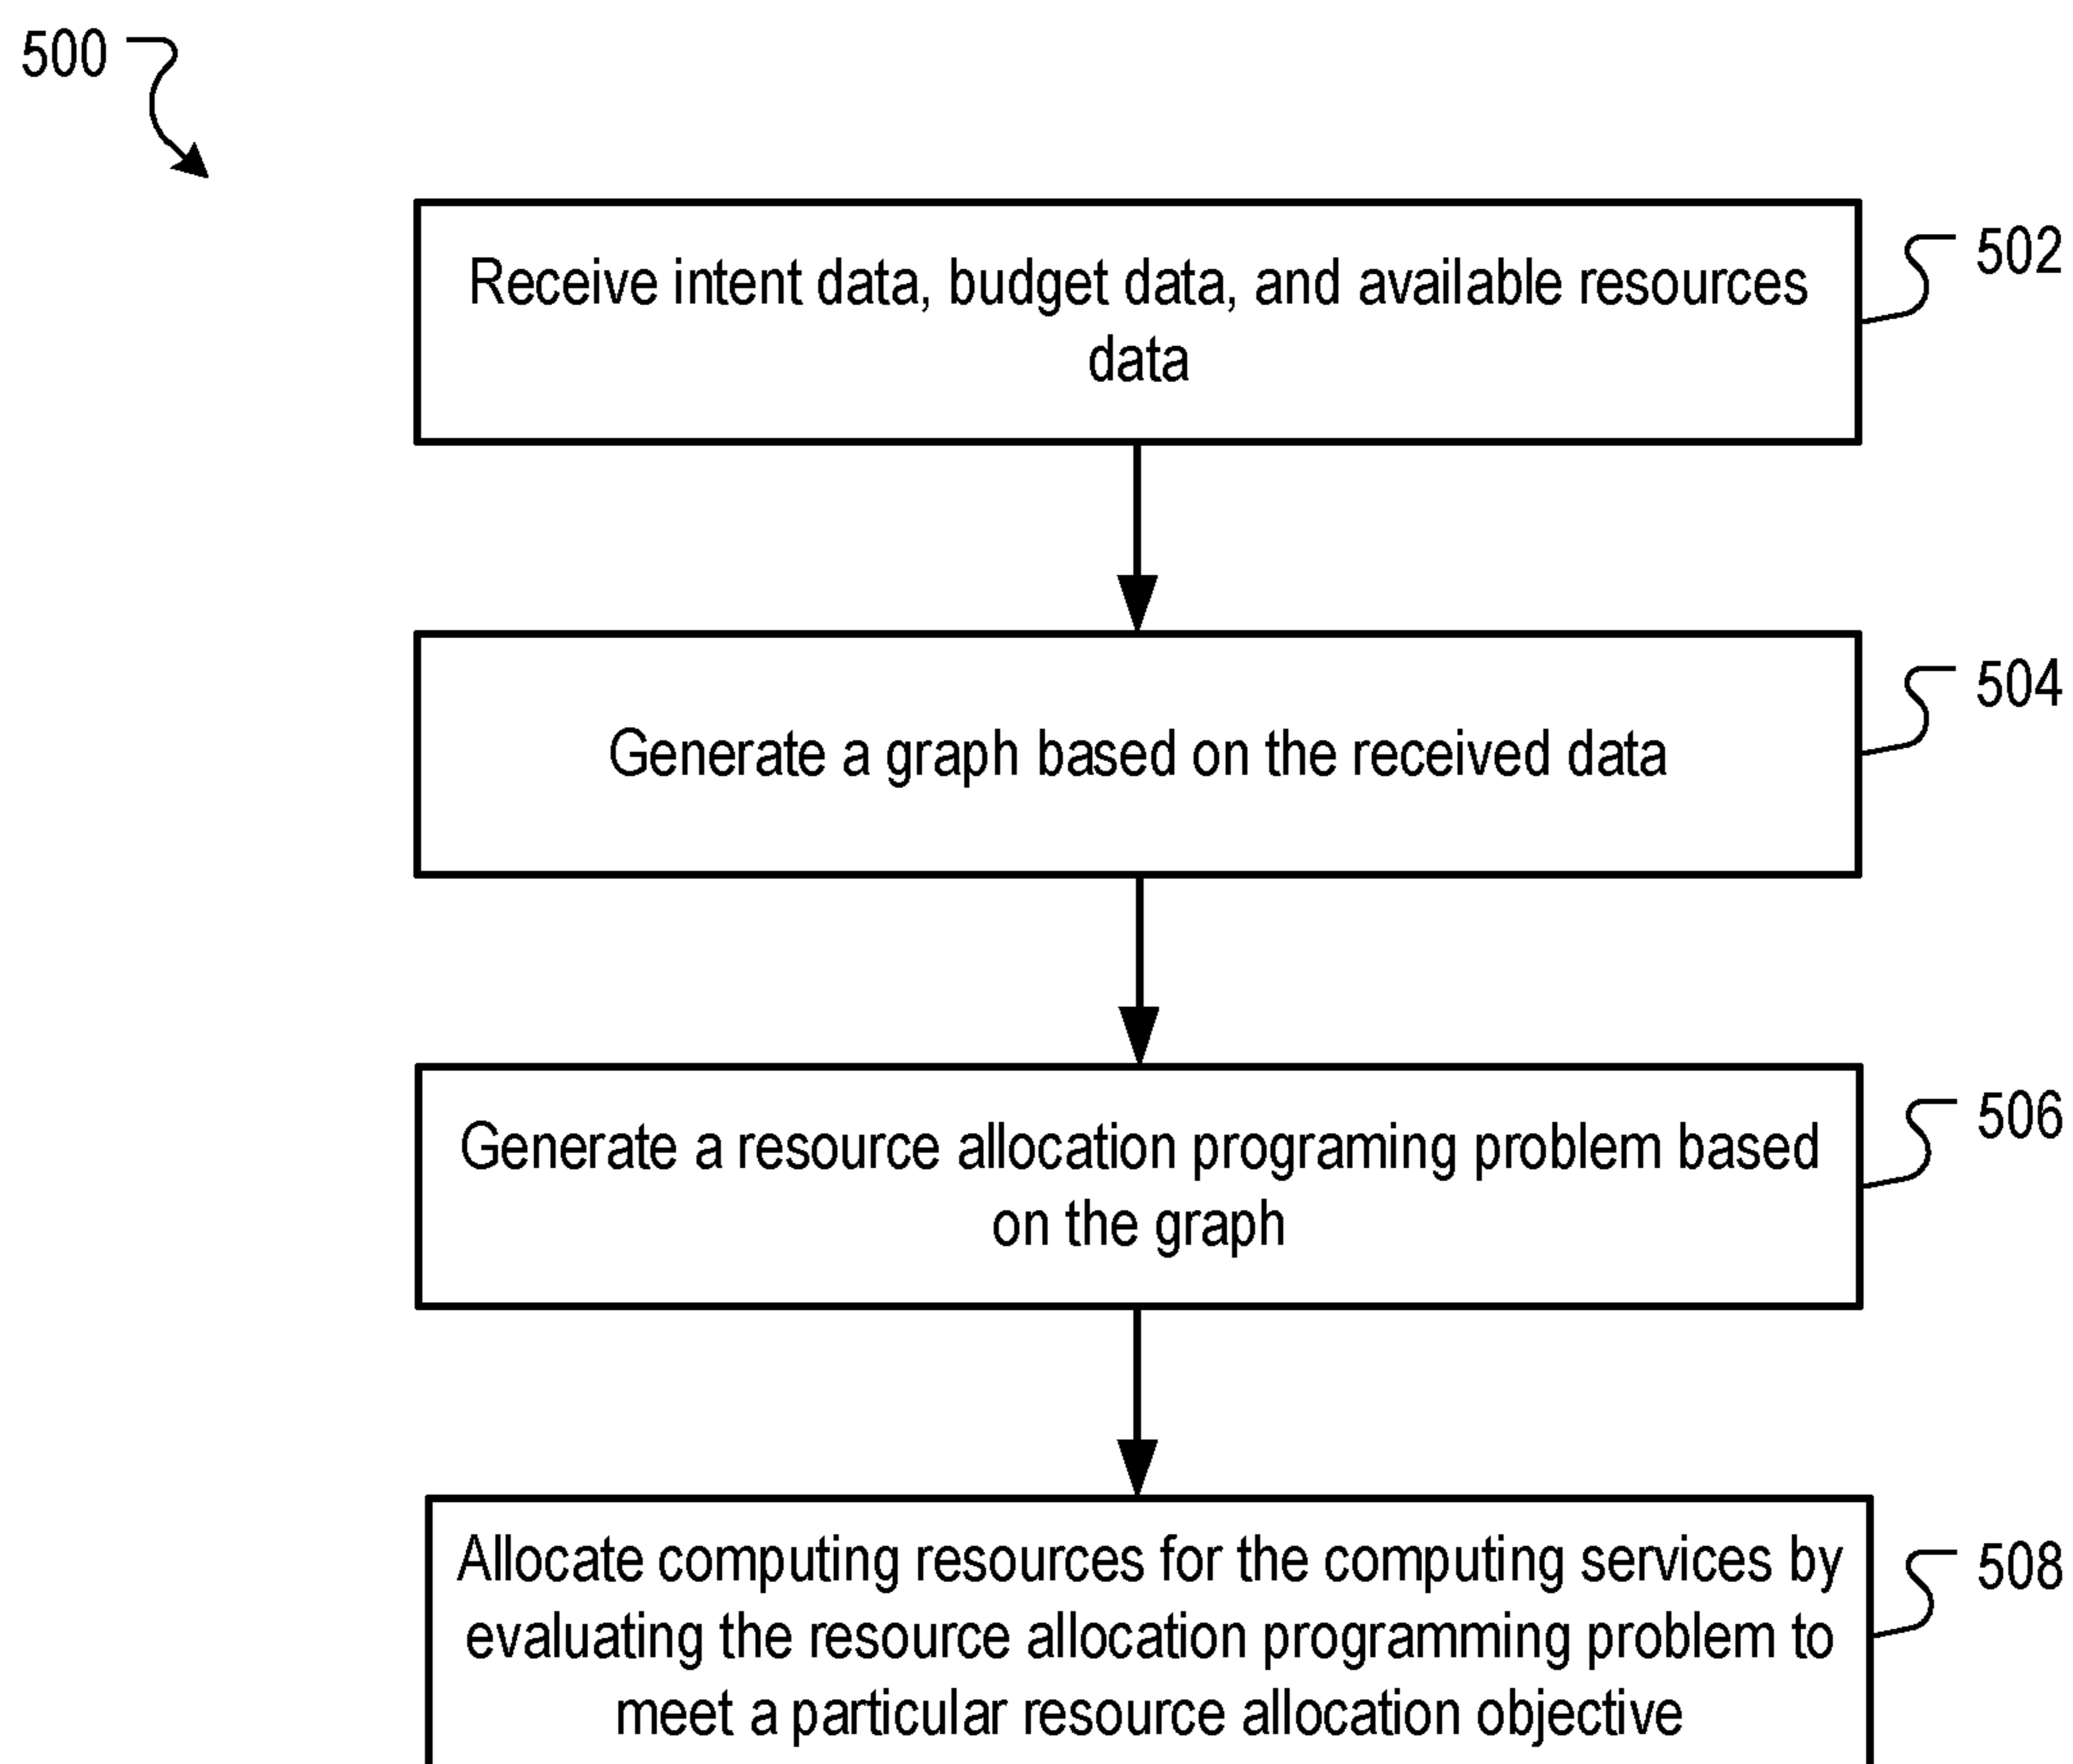 500
Receive intent data, budget data, and available resources
data
502
Generate a graph based on the received data
504
Generate a resource allocation programing problem based
on the graph
506
Allocate computing resources for the computing services by
evaluating the resource allocation programming problem to
meet a particular resource allocation objective
508